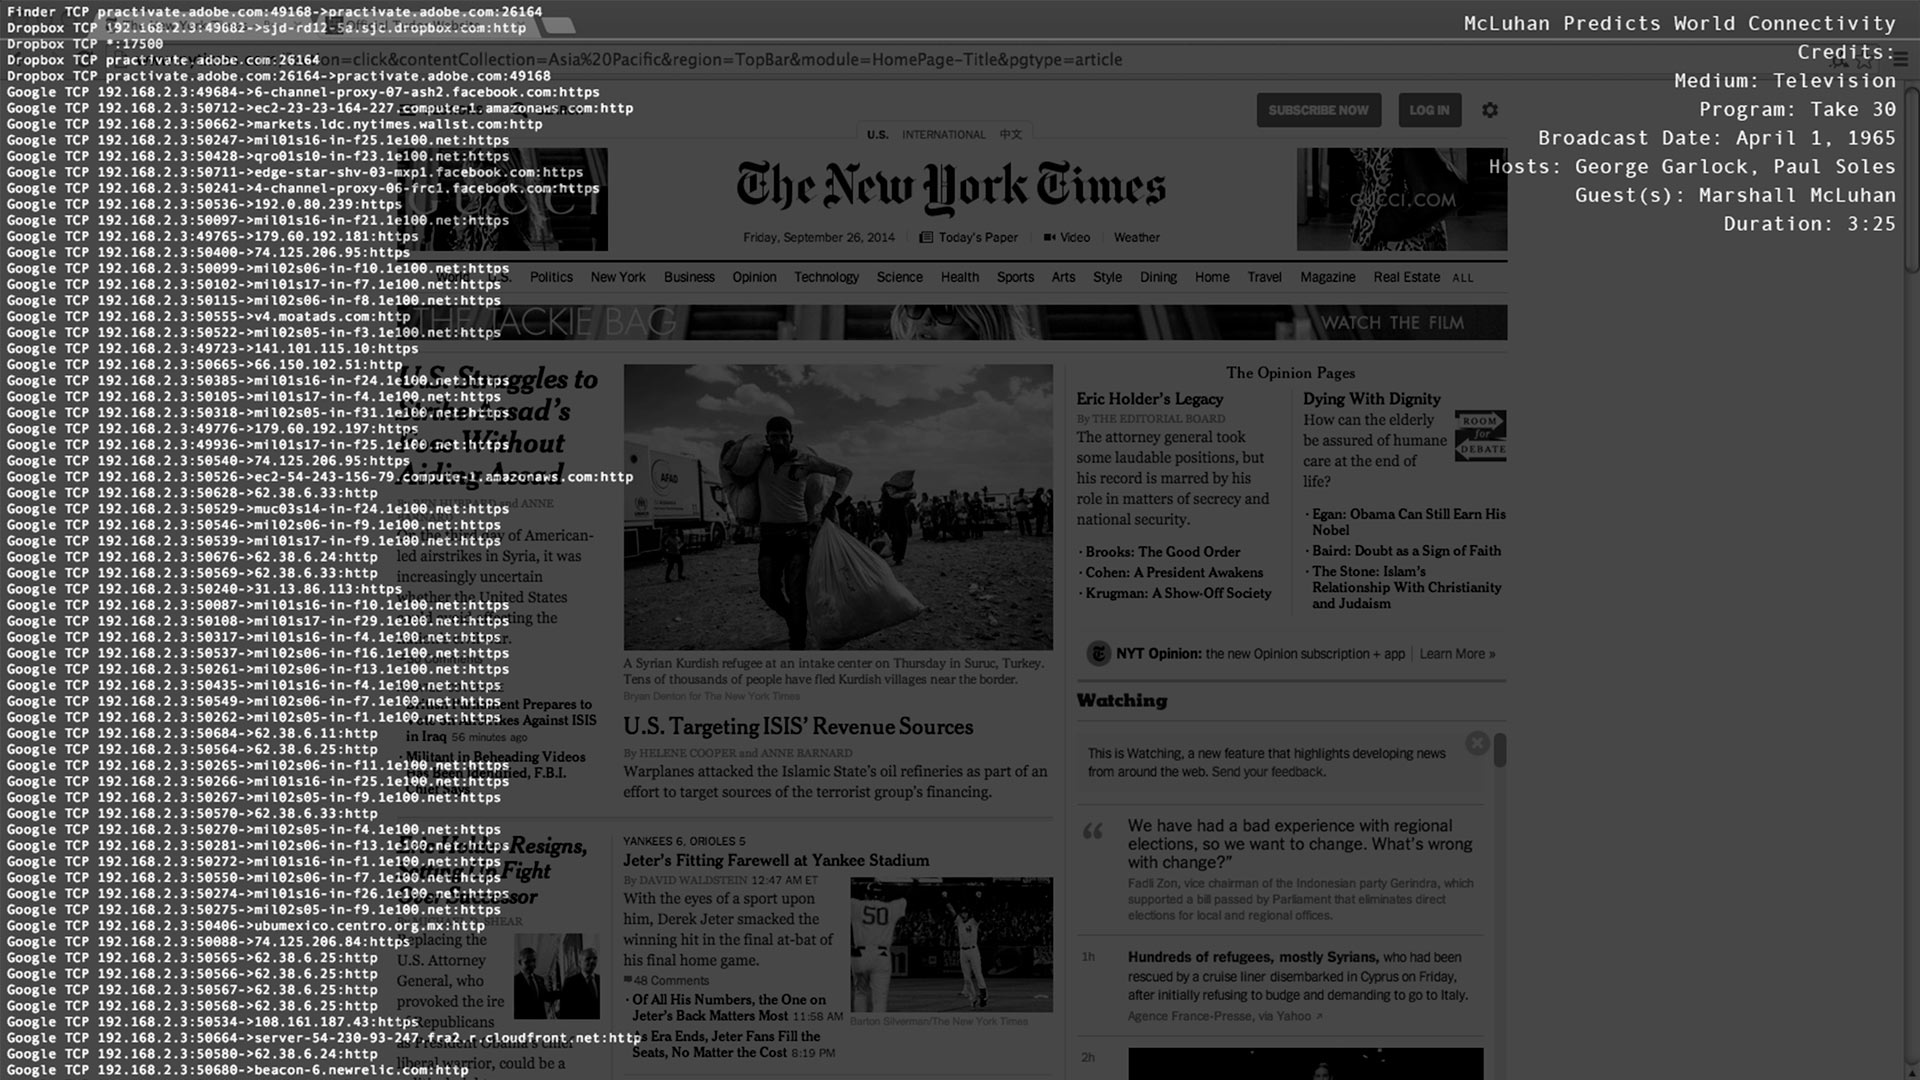 Finder TCP practivate.adobe.com:49168->practivate.adobe.com:26164
Dropbox TCP 192.168.2.3:49682->sjd-rd12-5a.sjc.dropbox.com:http
Dropbox TCP *:17500
Dropbox TCP practivate.adobe.com:26164
Dropbox TCP practivate.adobe.com:26164->practivate.adobe.com:49168
Google TCP 192.168.2.3:49684->6-channel-proxy-07-ash2.facebook.com:https
Google TCP 192.168.2.3:50712->ec2-23-23-164-227.compute-1.amazonaws.com:http
Google TCP 192.168.2.3:50662->markets.ldc.nytimes.wallst.com:http
Google TCP 192.168.2.3:50247->mil01s16-in-f25.1e100.net:https
Google TCP 192.168.2.3:50428->qro01s10-in-f23.1e100.net:https
Google TCP 192.168.2.3:50711->edge-star-shv-03-mxp1.facebook.com:https
Google TCP 192.168.2.3:50241->4-channel-proxy-06-frc1.facebook.com:https
Google TCP 192.168.2.3:50536->192.0.80.239:https
Google TCP 192.168.2.3:50097->mil01s16-in-f21.1e100.net:https
Google TCP 192.168.2.3:49765->179.60.192.181:https
Google TCP 192.168.2.3:50400->74.125.206.95:https
Google TCP 192.168.2.3:50099->mil02s06-in-f10.1e100.net:https
Google TCP 192.168.2.3:50102->mil01s17-in-f7.1e100.net:https
Google TCP 192.168.2.3:50115->mil02s06-in-f8.1e100.net:https
Google TCP 192.168.2.3:50555->v4.moatads.com:http
Google TCP 192.168.2.3:50522->mil02s05-in-f3.1e100.net:https
Google TCP 192.168.2.3:49723->141.101.115.10:https
Google TCP 192.168.2.3:50665->66.150.102.51:http
Google TCP 192.168.2.3:50385->mil01s16-in-f24.1e100.net:https
Google TCP 192.168.2.3:50105->mil01s17-in-f4.1e100.net:https
Google TCP 192.168.2.3:50318->mil02s05-in-f31.1e100.net:https
Google TCP 192.168.2.3:49776->179.60.192.197:https
Google TCP 192.168.2.3:49936->mil01s17-in-f25.1e100.net:https
Google TCP 192.168.2.3:50540->74.125.206.95:https
Google TCP 192.168.2.3:50526->ec2-54-243-156-79.compute-1.amazonaws.com:http
Google TCP 192.168.2.3:50628->62.38.6.33:http
Google TCP 192.168.2.3:50529->muc03s14-in-f24.1e100.net:https
Google TCP 192.168.2.3:50546->mil02s06-in-f9.1e100.net:https
Google TCP 192.168.2.3:50539->mil01s17-in-f9.1e100.net:https
Google TCP 192.168.2.3:50676->62.38.6.24:http
Google TCP 192.168.2.3:50569->62.38.6.33:http
Google TCP 192.168.2.3:50240->31.13.86.113:https
Google TCP 192.168.2.3:50087->mil01s16-in-f10.1e100.net:https
Google TCP 192.168.2.3:50108->mil01s17-in-f29.1e100.net:https
Google TCP 192.168.2.3:50317->mil01s16-in-f4.1e100.net:https
Google TCP 192.168.2.3:50537->mil02s06-in-f16.1e100.net:https
Google TCP 192.168.2.3:50261->mil02s06-in-f13.1e100.net:https
Google TCP 192.168.2.3:50435->mil01s16-in-f4.1e100.net:https
Google TCP 192.168.2.3:50549->mil02s06-in-f7.1e100.net:https
Google TCP 192.168.2.3:50262->mil02s05-in-f1.1e100.net:https
Google TCP 192.168.2.3:50684->62.38.6.11:http
Google TCP 192.168.2.3:50564->62.38.6.25:http
Google TCP 192.168.2.3:50265->mil02s06-in-f11.1e100.net:https
Google TCP 192.168.2.3:50266->mil01s16-in-f25.1e100.net:https
Google TCP 192.168.2.3:50267->mil02s05-in-f9.1e100.net:https
Google TCP 192.168.2.3:50570->62.38.6.33:http
Google TCP 192.168.2.3:50270->mil02s05-in-f4.1e100.net:https
Google TCP 192.168.2.3:50281->mil02s06-in-f13.1e100.net:https
Google TCP 192.168.2.3:50272->mil01s16-in-f1.1e100.net:https
Google TCP 192.168.2.3:50550->mil02s06-in-f7.1e100.net:https
Google TCP 192.168.2.3:50274->mil01s16-in-f26.1e100.net:https
Google TCP 192.168.2.3:50275->mil02s05-in-f9.1e100.net:https
Google TCP 192.168.2.3:50406->ubumexico.centro.org.mx:http
Google TCP 192.168.2.3:50088->74.125.206.84:https
Google TCP 192.168.2.3:50565->62.38.6.25:http
Google TCP 192.168.2.3:50566->62.38.6.25:http
Google TCP 192.168.2.3:50567->62.38.6.25:http
Google TCP 192.168.2.3:50568->62.38.6.25:http
Google TCP 192.168.2.3:50534->108.161.187.43:https
Google TCP 192.168.2.3:50664->server-54-230-93-247.fra2.r.cloudfront.net:http
Google TCP 192.168.2.3:50580->62.38.6.24:http
Google TCP 192.168.2.3:50680->beacon-6.newrelic.com:http
McLuhan Predicts World Connectivity
Credits:
Medium: Television
Program: Take 30
Broadcast Date: April 1, 1965
Hosts: George Garlock, Paul Soles
Guest(s): Marshall McLuhan
Duration: 3:25
=click&contentCollection=Asia%20Pacific&region=TopBar&module=HomePage-Title&pgtype=article
SUBSCRIBE NOW LOG IN
U.S. INTERNATIONAL 中文
The New York Times
GUCCI
GUCCI.COM
Friday, September 26, 2014 Today's Paper Video Weather
World U.S. Politics New York Business Opinion Technology Science Health Sports Arts Style Dining Home Travel Magazine Real Estate ALL
THE JACKIE BAG WATCH THE FILM
U.S. Struggles to
Strike Assad's
Foes Without
Aiding Assad
and ANNE
On the third day of American-
led airstrikes in Syria, it was
increasingly uncertain
whether the United States
could avoid affecting the
Comments
British Parliament Prepares to
Vote on Airstrikes Against ISIS
in Iraq 56 minutes ago
· Militant in Beheading Videos
Has Been Identified, F.B.I.
Chief Says
Eric Holder Resigns,
Setting Up Fight
Over Successor
By MICHAEL D. SHEAR
Replacing the
U.S. Attorney
General, who
provoked the ire
of Republicans
as President Obama's chief
liberal warrior, could be a
AFAD
A Syrian Kurdish refugee at an intake center on Thursday in Suruc, Turkey.
Tens of thousands of people have fled Kurdish villages near the border.
Bryan Denton for The New York Times
U.S. Targeting ISIS' Revenue Sources
By HELENE COOPER and ANNE BARNARD
Warplanes attacked the Islamic State's oil refineries as part of an
effort to target sources of the terrorist group's financing.
YANKEES 6, ORIOLES 5
Jeter's Fitting Farewell at Yankee Stadium
By DAVID WALDSTEIN 12:47 AM ET
With the eyes of a sport upon
him, Derek Jeter smacked the
winning hit in the final at-bat of
his final home game.
48 Comments
· Of All His Numbers, the One on
Jeter's Back Matters Most 11:58 AM
As Era Ends, Jeter Fans Fill the
Seats, No Matter the Cost 8:19 PM
50
Barton Silverman/The New York Times
The Opinion Pages
Eric Holder's Legacy
By THE EDITORIAL BOARD
The attorney general took
some laudable positions, but
his record is marred by his
role in matters of secrecy and
national security.
· Brooks: The Good Order
· Cohen: A President Awakens
· Krugman: A Show-Off Society
Dying With Dignity
How can the elderly
be assured of humane
care at the end of
life?
ROOM
for
DEBATE
· Egan: Obama Can Still Earn His
Nobel
· Baird: Doubt as a Sign of Faith
· The Stone: Islam's
Relationship With Christianity
and Judaism
NYT Opinion: the new Opinion subscription + app | Learn More »
Watching
This is Watching, a new feature that highlights developing news
from around the web. Send your feedback.
“ We have had a bad experience with regional
elections, so we want to change. What's wrong
with change?”
Fadli Zon, vice chairman of the Indonesian party Gerindra, which
supported a bill passed by Parliament that eliminates direct
elections for local and regional offices.
1h Hundreds of refugees, mostly Syrians, who had been
rescued by a cruise liner disembarked in Cyprus on Friday,
after initially refusing to budge and demanding to go to Italy.
Agence France-Presse, via Yahoo ↗
2h